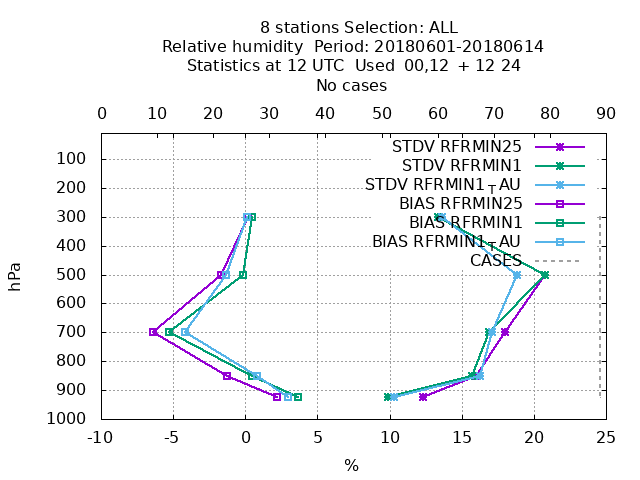 8 stations Selection: ALL
Relative humidity  Period: 20180601-20180614
Statistics at 12 UTC  Used  00,12  + 12 24
No cases
0 10 20 30 40 50 60 70 80 90
STDV RFRMIN25
STDV RFRMIN1
STDV RFRMIN1TAU
BIAS RFRMIN25
BIAS RFRMIN1
BIAS RFRMIN1TAU
CASES
100
200
300
400
500
600
700
800
900
1000
hPa
-10 -5 0 5 10 15 20 25
%